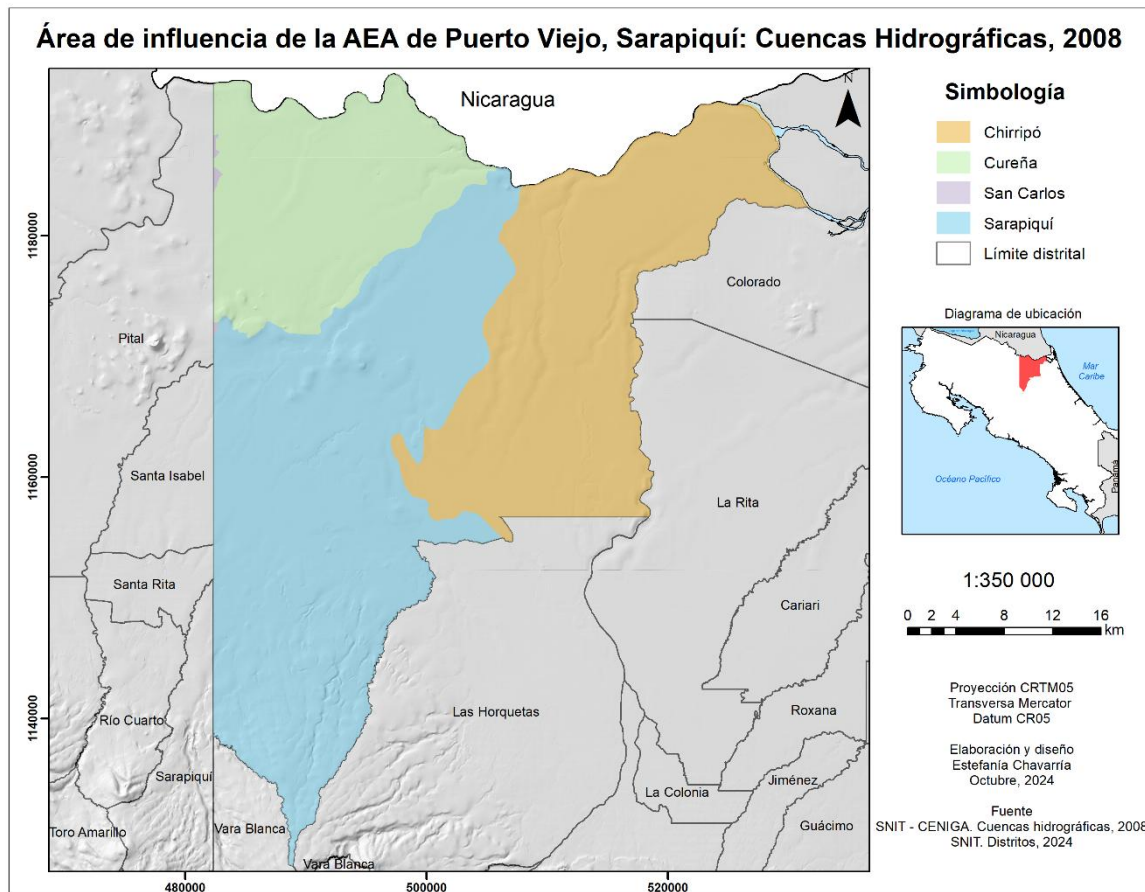 Área de influencia de la AEA de Puerto Viejo, Sarapiquí: Cuencas Hidrográficas, 2008
Nicaragua
N
Colorado
Pital
Santa Isabel
La Rita
Santa Rita
Cariari
Río Cuarto
Las Horquetas
Roxana
Sarapiquí
Jiménez
La Colonia
Toro Amarillo
Vara Blanca
Guácimo
Vara Blanca
1180000
1160000
1140000
480000
500000
520000
Simbología
Chirripó
Cureña
San Carlos
Sarapiquí
Límite distrital
Diagrama de ubicación
Nicaragua
Mar
Caribe
Océano Pacífico
Panamá
1:350 000
0 2 4 8 12 16
km
Proyección CRTM05
Transversa Mercator
Datum CR05
Elaboración y diseño
Estefanía Chavarría
Octubre, 2024
Fuente
SNIT - CENIGA. Cuencas hidrográficas, 2008
SNIT. Distritos, 2024